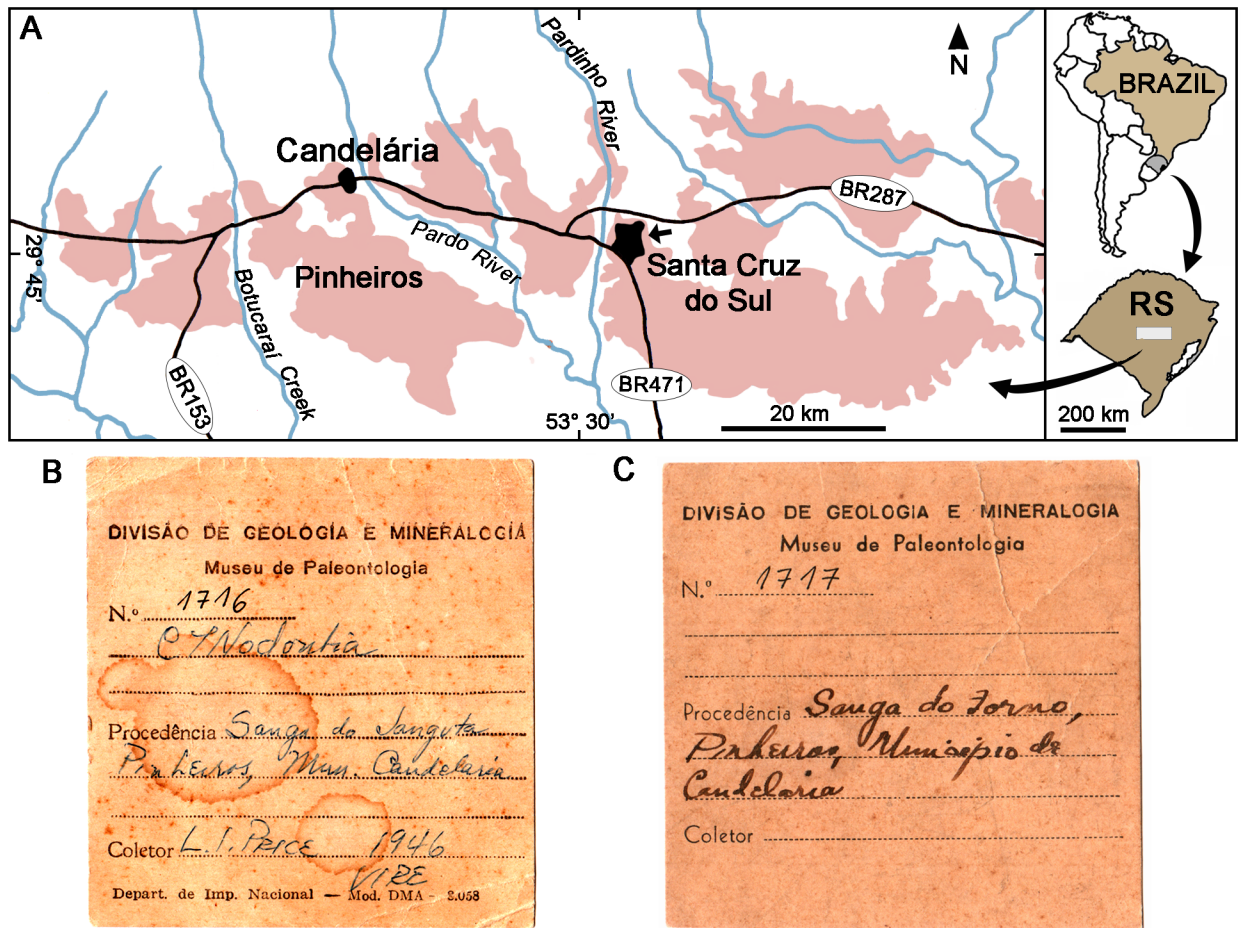 A
Pardinho River
N
BRAZIL
Candelária
BR287
Pardo River
29° 45'
Pinheiros
Santa Cruz
do Sul
RS
Botucaraí Creek
BR153
BR471
53° 30'
20 km
200 km
B
DIVISÃO DE GEOLOGIA E MINERALOGIA
Museu de Paleontologia
N.º 1716
CYNodontia
Procedência Sanga do Janguta
Pinheiros, Mun. Candelaria
Coletor L. I. PRICE 1946
VIRE
Depart. de Imp. Nacional — Mod. DMA - 2.058
C
DIVISÃO DE GEOLOGIA E MINERALOGIA
Museu de Paleontologia
N.º 1717
Procedência Sanga do Forno,
Pinheiros, Municipio de
Candelaria
Coletor